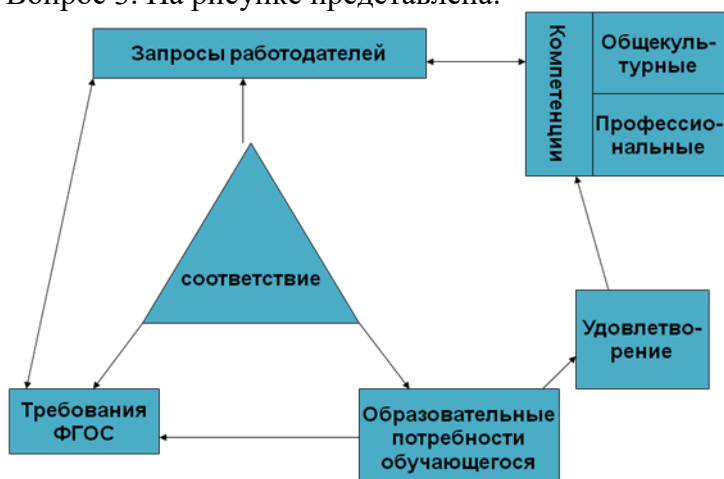 Вопрос 3. На рисунке представлена:
Запросы работодателей
Компетенции
Общекуль-
турные
Профессио-
нальные
соответствие
Удовлетво-
рение
Требования
ФГОС
Образовательные
потребности
обучающегося